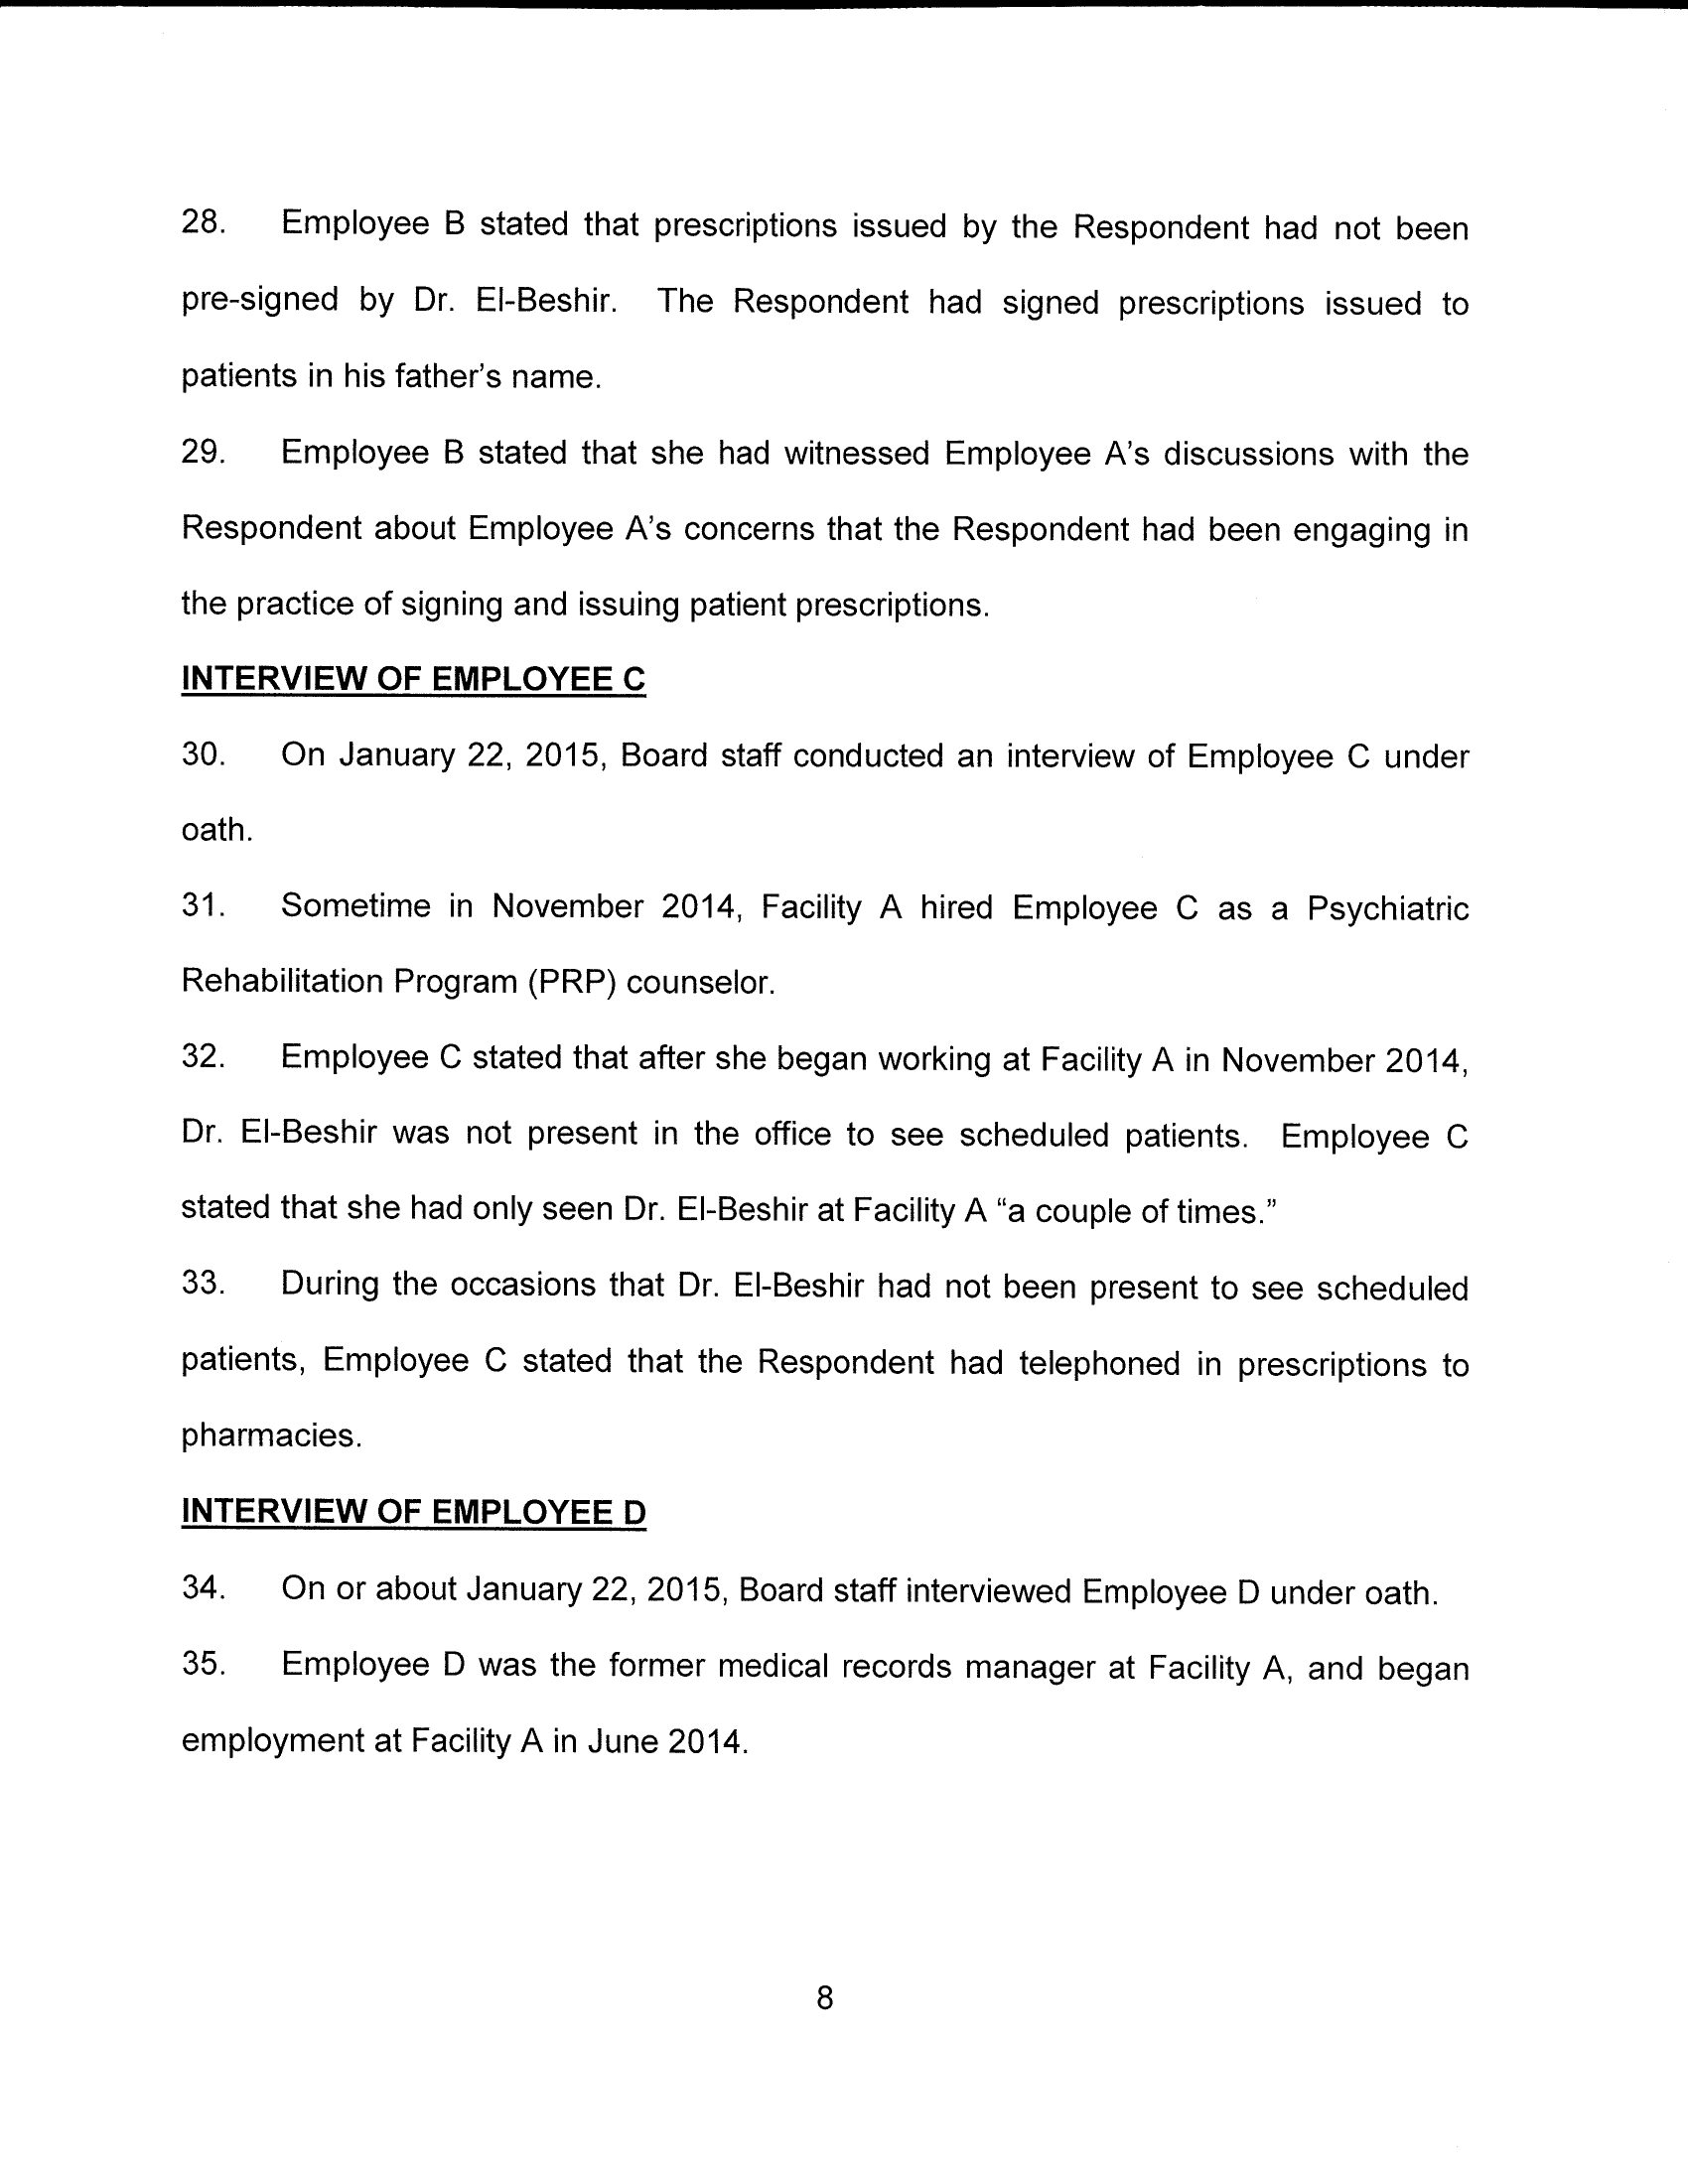 28. Employee B stated that prescriptions issued by the Respondent had not been
pre-signed by Dr. El-Beshir. The Respondent had signed prescriptions issued to
patients in his father's name.
29. Employee B stated that she had witnessed Employee A's discussions with the
Respondent about Employee A's concerns that the Respondent had been engaging in
the practice of signing and issuing patient prescriptions.
INTERVIEW OF EMPLOYEE C
30. On January 22, 2015, Board staff conducted an interview of Employee C under
oath.
31. Sometime in November 2014, Facility A hired Employee C as a Psychiatric
Rehabilitation Program (PRP) counselor.
32. Employee C stated that after she began working at Facility A in November 2014,
Dr. El-Beshir was not present in the office to see scheduled patients. Employee C
stated that she had only seen Dr. El-Beshir at Facility A “a couple of times.”
33. During the occasions that Dr. El-Beshir had not been present to see scheduled
patients, Employee C stated that the Respondent had telephoned in prescriptions to
pharmacies.
INTERVIEW OF EMPLOYEE D
34. On or about January 22, 2015, Board staff interviewed Employee D under oath.
35. Employee D was the former medical records manager at Facility A, and began
employment at Facility A in June 2014.
8